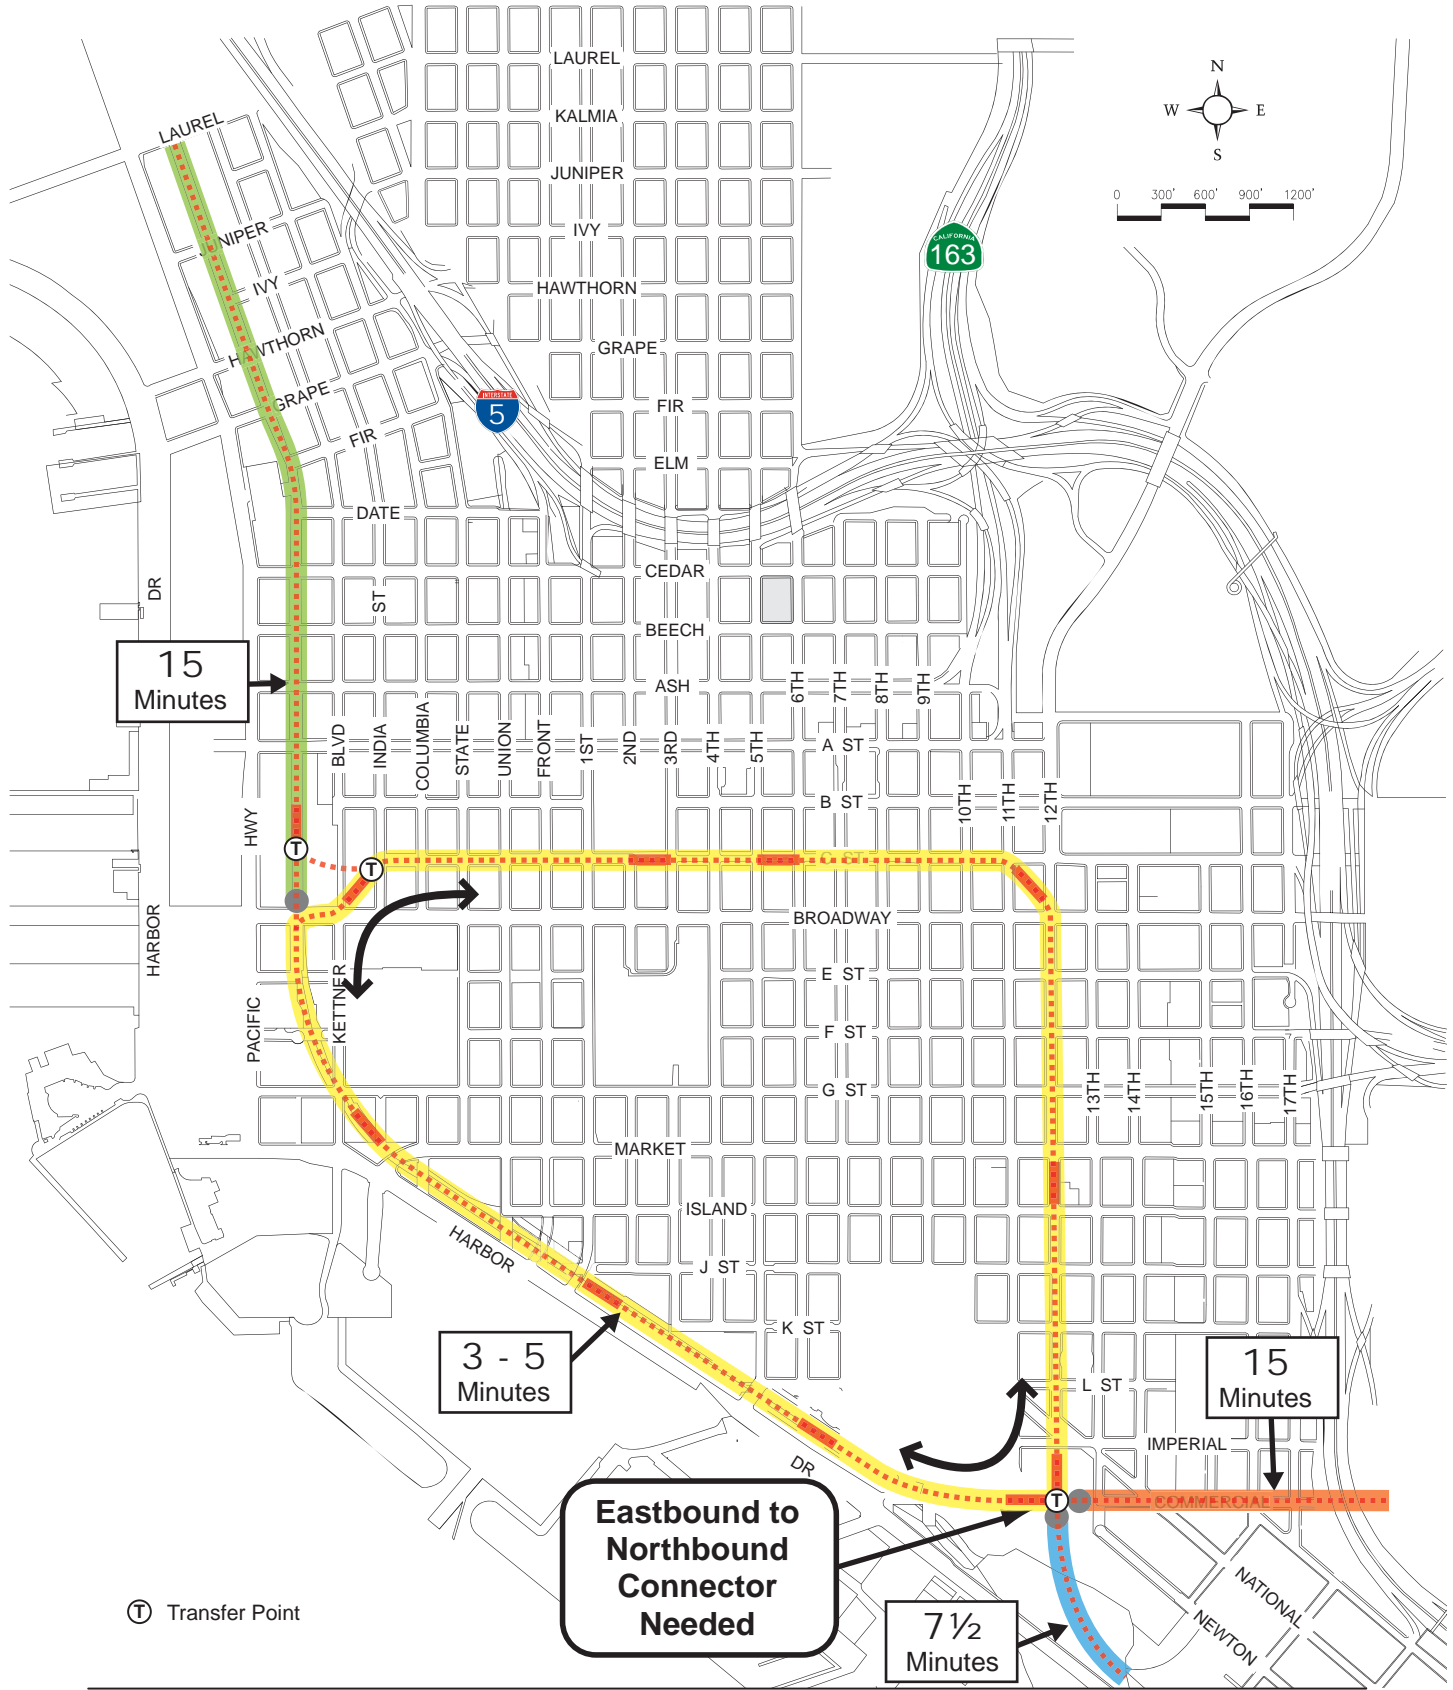 LAUREL
KALMIA
JUNIPER
IVY
HAWTHORN
GRAPE
FIR
ELM
CEDAR
BEECH
ASH
N
W E
S
0 300' 600' 900' 1200'
CALIFORNIA
163
INTERSTATE
5
LAUREL
JUNIPER
IVY
HAWTHORN
GRAPE
FIR
DATE
ST
DR
15
Minutes
6TH
7TH
8TH
9TH
BLVD
INDIA
COLUMBIA
STATE
UNION
FRONT
1ST
2ND
3RD
4TH
5TH
A ST
B ST
10TH
11TH
12TH
HWY
T
T
C ST
BROADWAY
HARBOR
E ST
KETTNER
PACIFIC
F ST
G ST
13TH
14TH
15TH
16TH
17TH
MARKET
ISLAND
HARBOR
J ST
K ST
3 - 5
Minutes
15
Minutes
L ST
IMPERIAL
DR
T
COMMERCIAL
Eastbound to
Northbound
Connector
Needed
NATIONAL
NEWTON
7½
Minutes
T Transfer Point